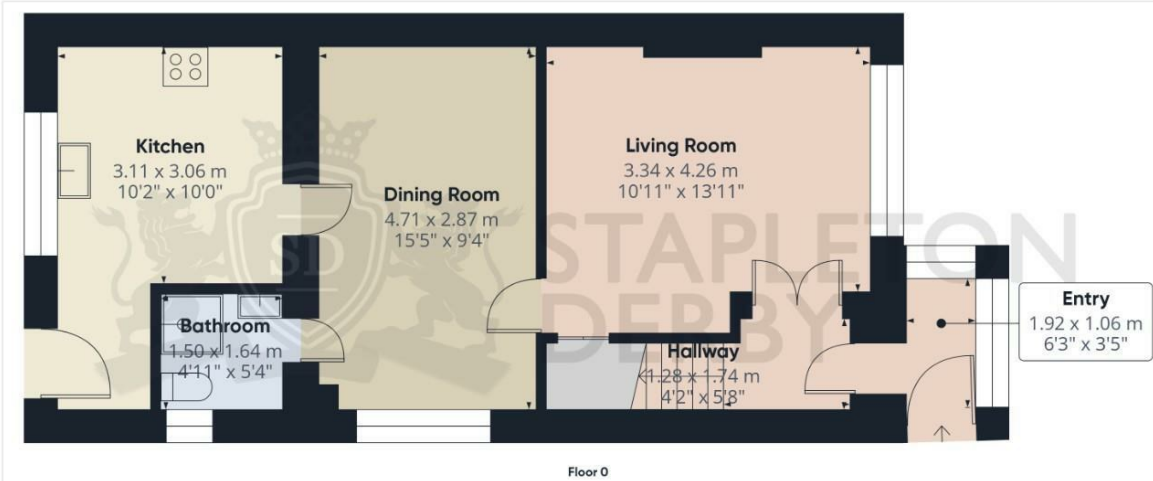 Kitchen
3.11 x 3.06 m
10'2" x 10'0"
Dining Room
4.71 x 2.87 m
15'5" x 9'4"
Living Room
3.34 x 4.26 m
10'11" x 13'11"
Bathroom
1.50 x 1.64 m
4'11" x 5'4"
Hallway
1.28 x 1.74 m
4'2" x 5'8"
Entry
1.92 x 1.06 m
6'3" x 3'5"
SD
STAPLETON
DERBY
Floor 0